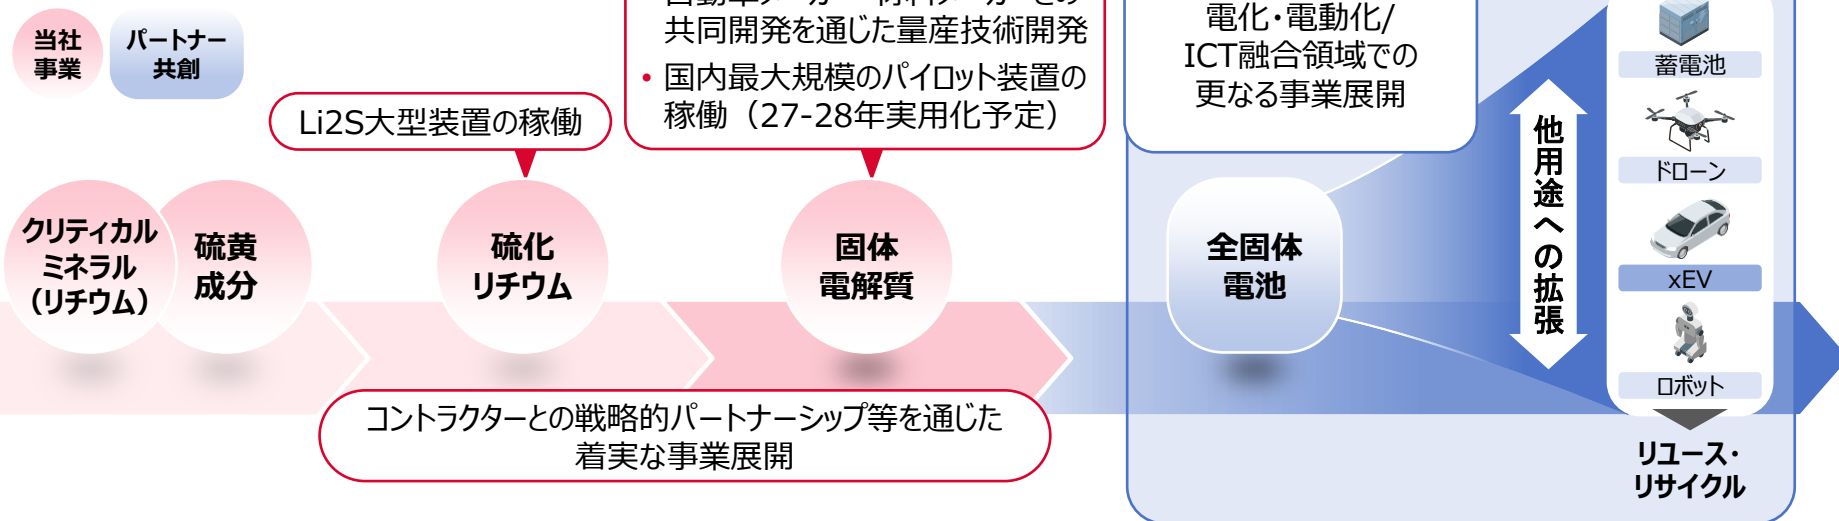 当社
事業
パートナー
共創
共同開発を通じた量産技術開発
• 国内最大規模のパイロット装置の
稼働（27-28年実用化予定）
Li2S大型装置の稼働
電化・電動化/
ICT融合領域での
更なる事業展開
クリティカル
ミネラル
（リチウム）
硫黄
成分
硫化
リチウム
固体
電解質
全固体
電池
他用途への拡張
蓄電池
ドローン
xEV
ロボット
リユース・
リサイクル
コントラクターとの戦略的パートナーシップ等を通じた
着実な事業展開